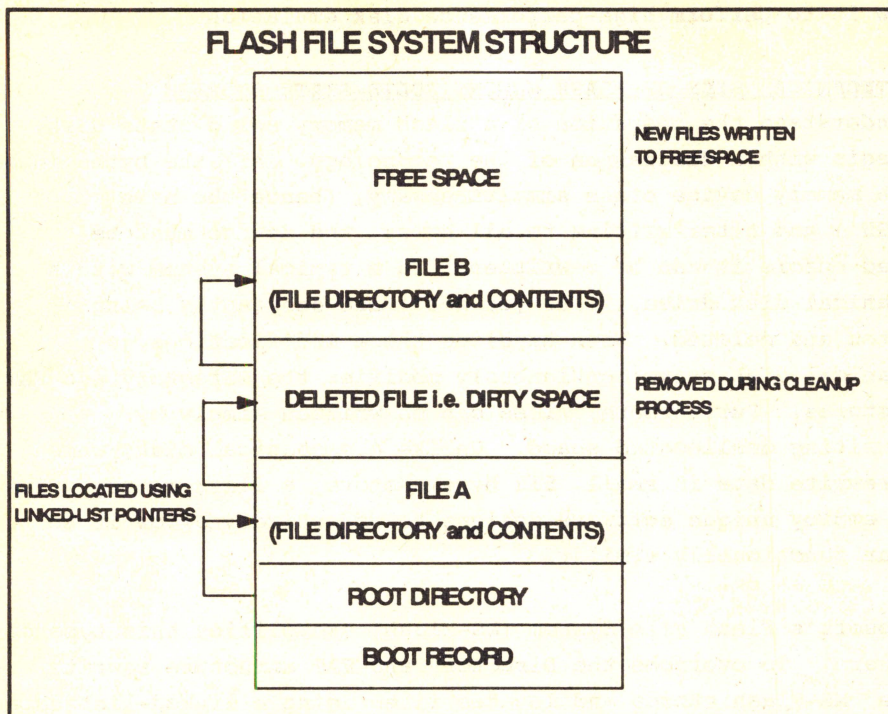 FLASH FILE SYSTEM STRUCTURE
NEW FILES WRITTEN
TO FREE SPACE
FREE SPACE
FILE B
(FILE DIRECTORY and CONTENTS)
DELETED FILE i.e. DIRTY SPACE
REMOVED DURING CLEANUP
PROCESS
FILES LOCATED USING
LINKED-LIST POINTERS
FILE A
(FILE DIRECTORY and CONTENTS)
ROOT DIRECTORY
BOOT RECORD